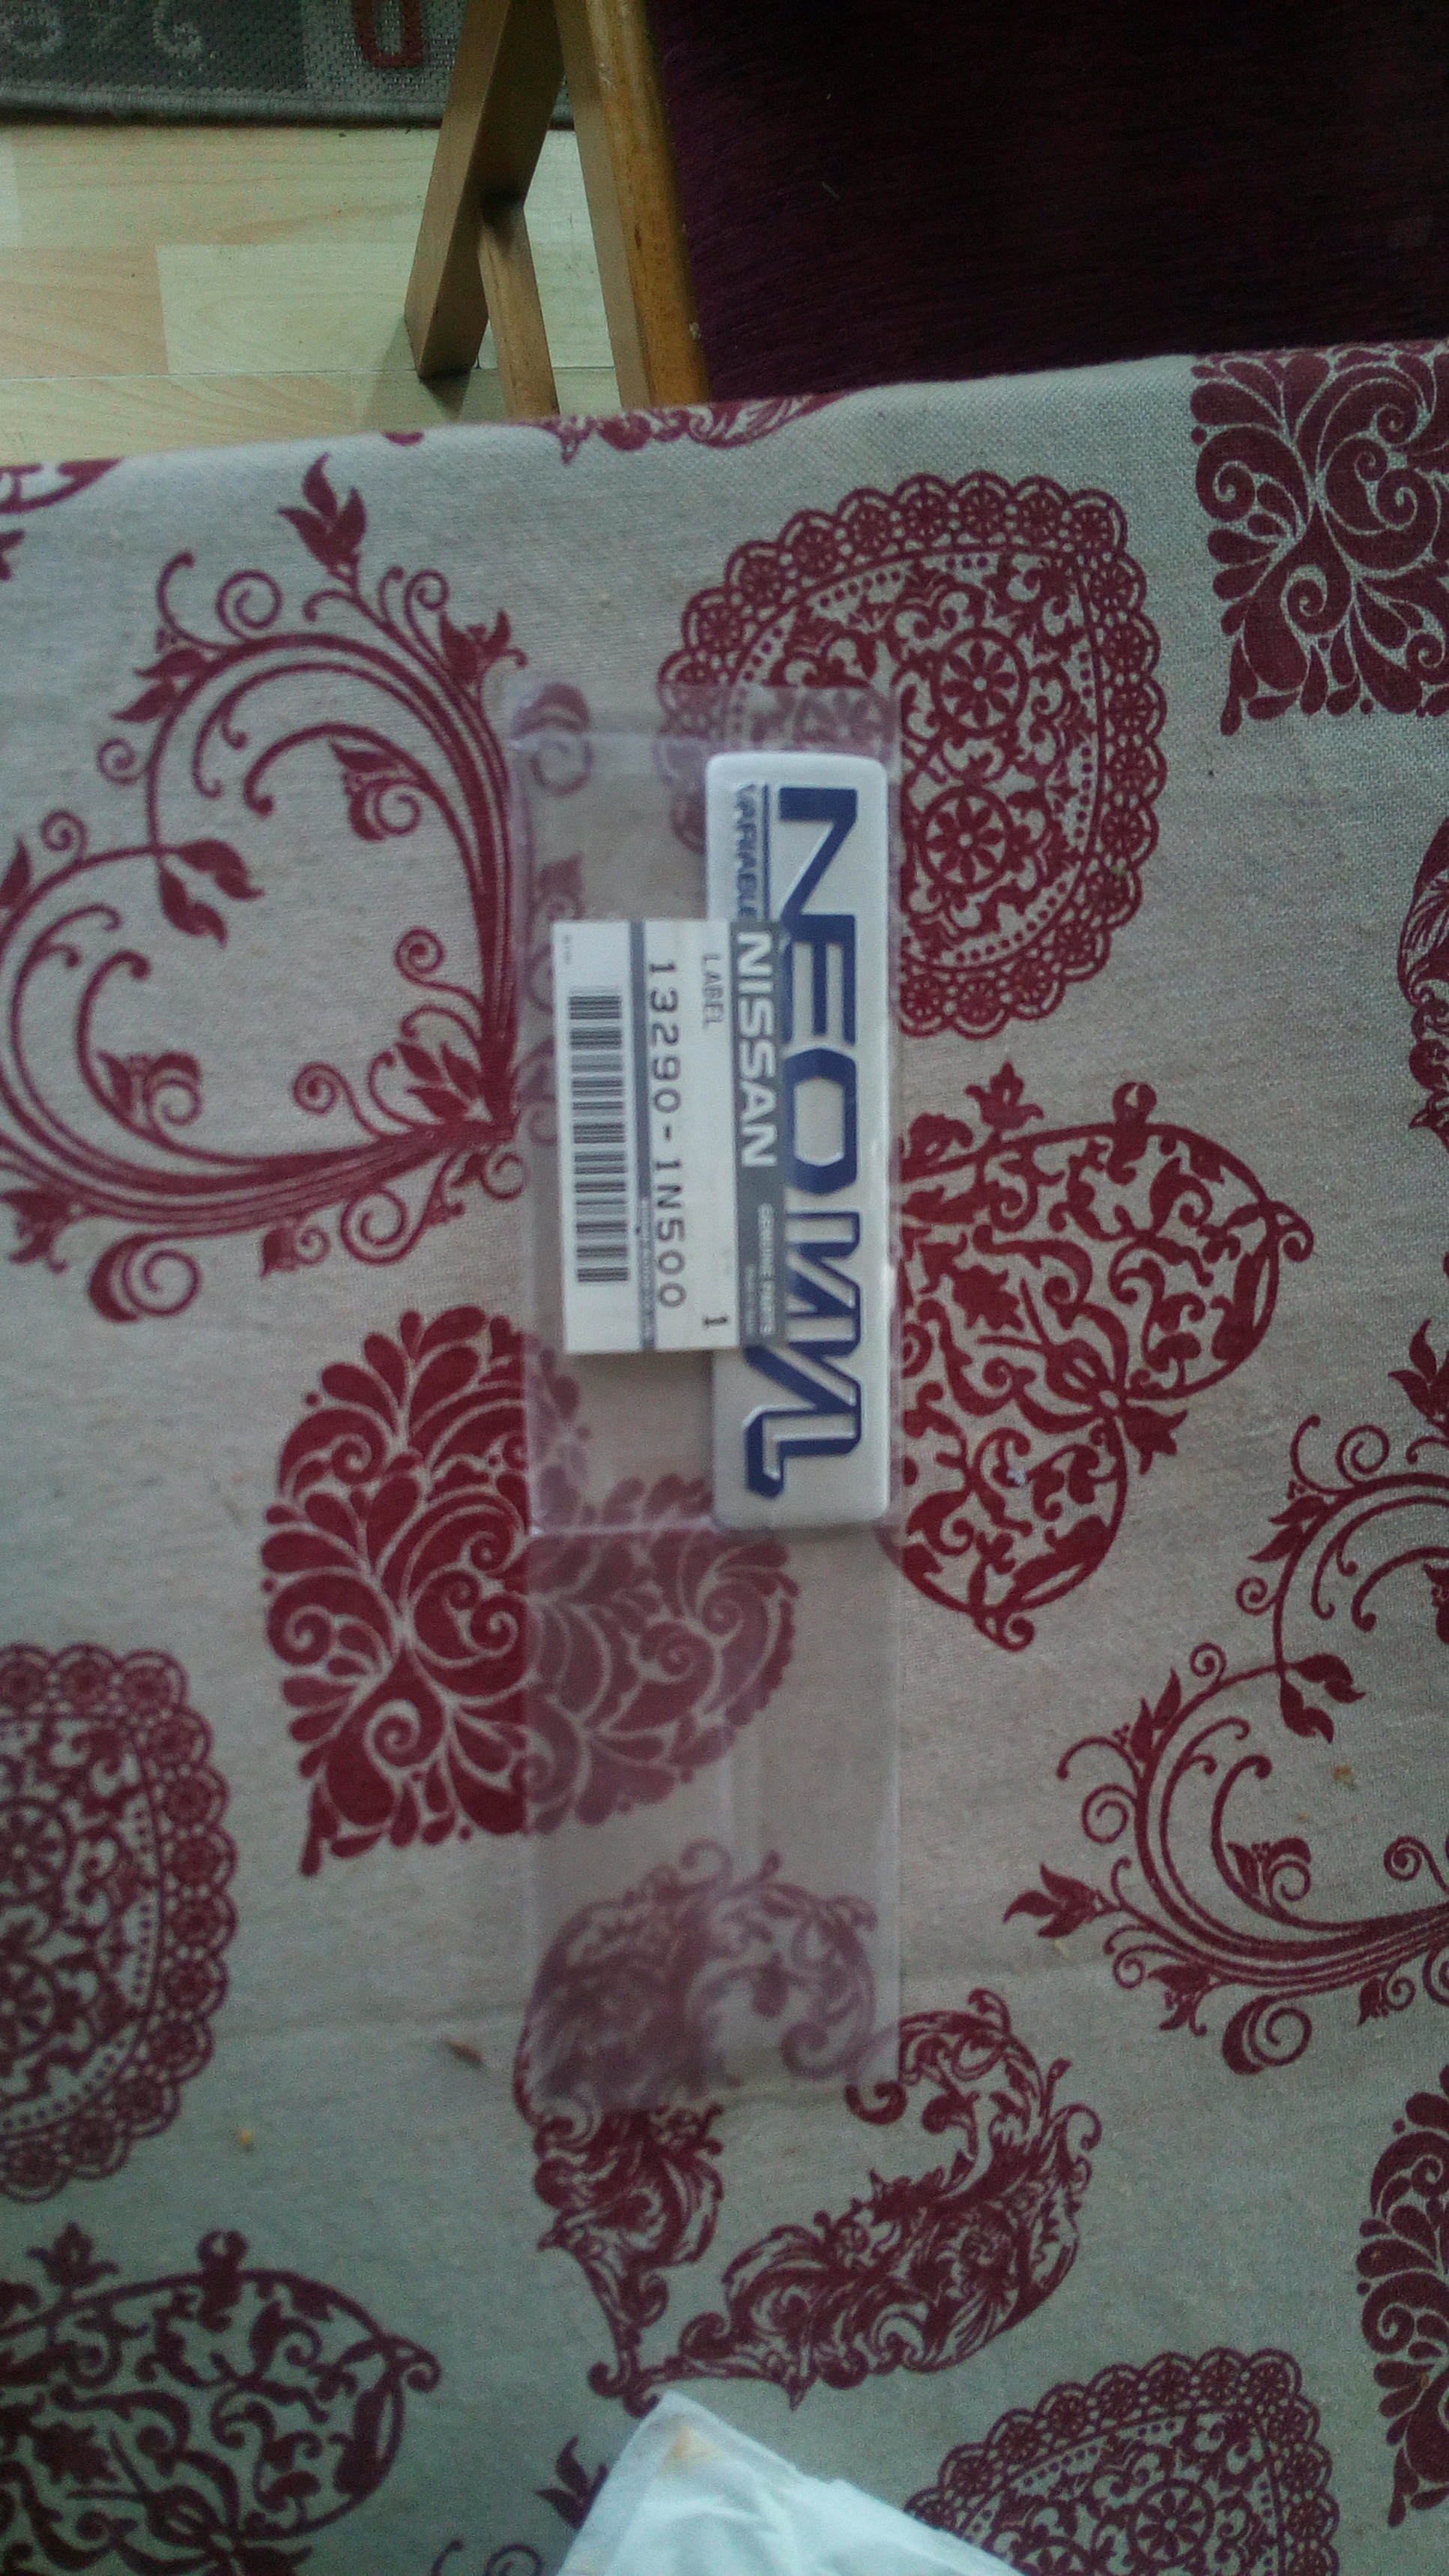 NEO VVL
VARIABLE
NISSAN GENUINE PARTS
LABEL 1
13290-1N500